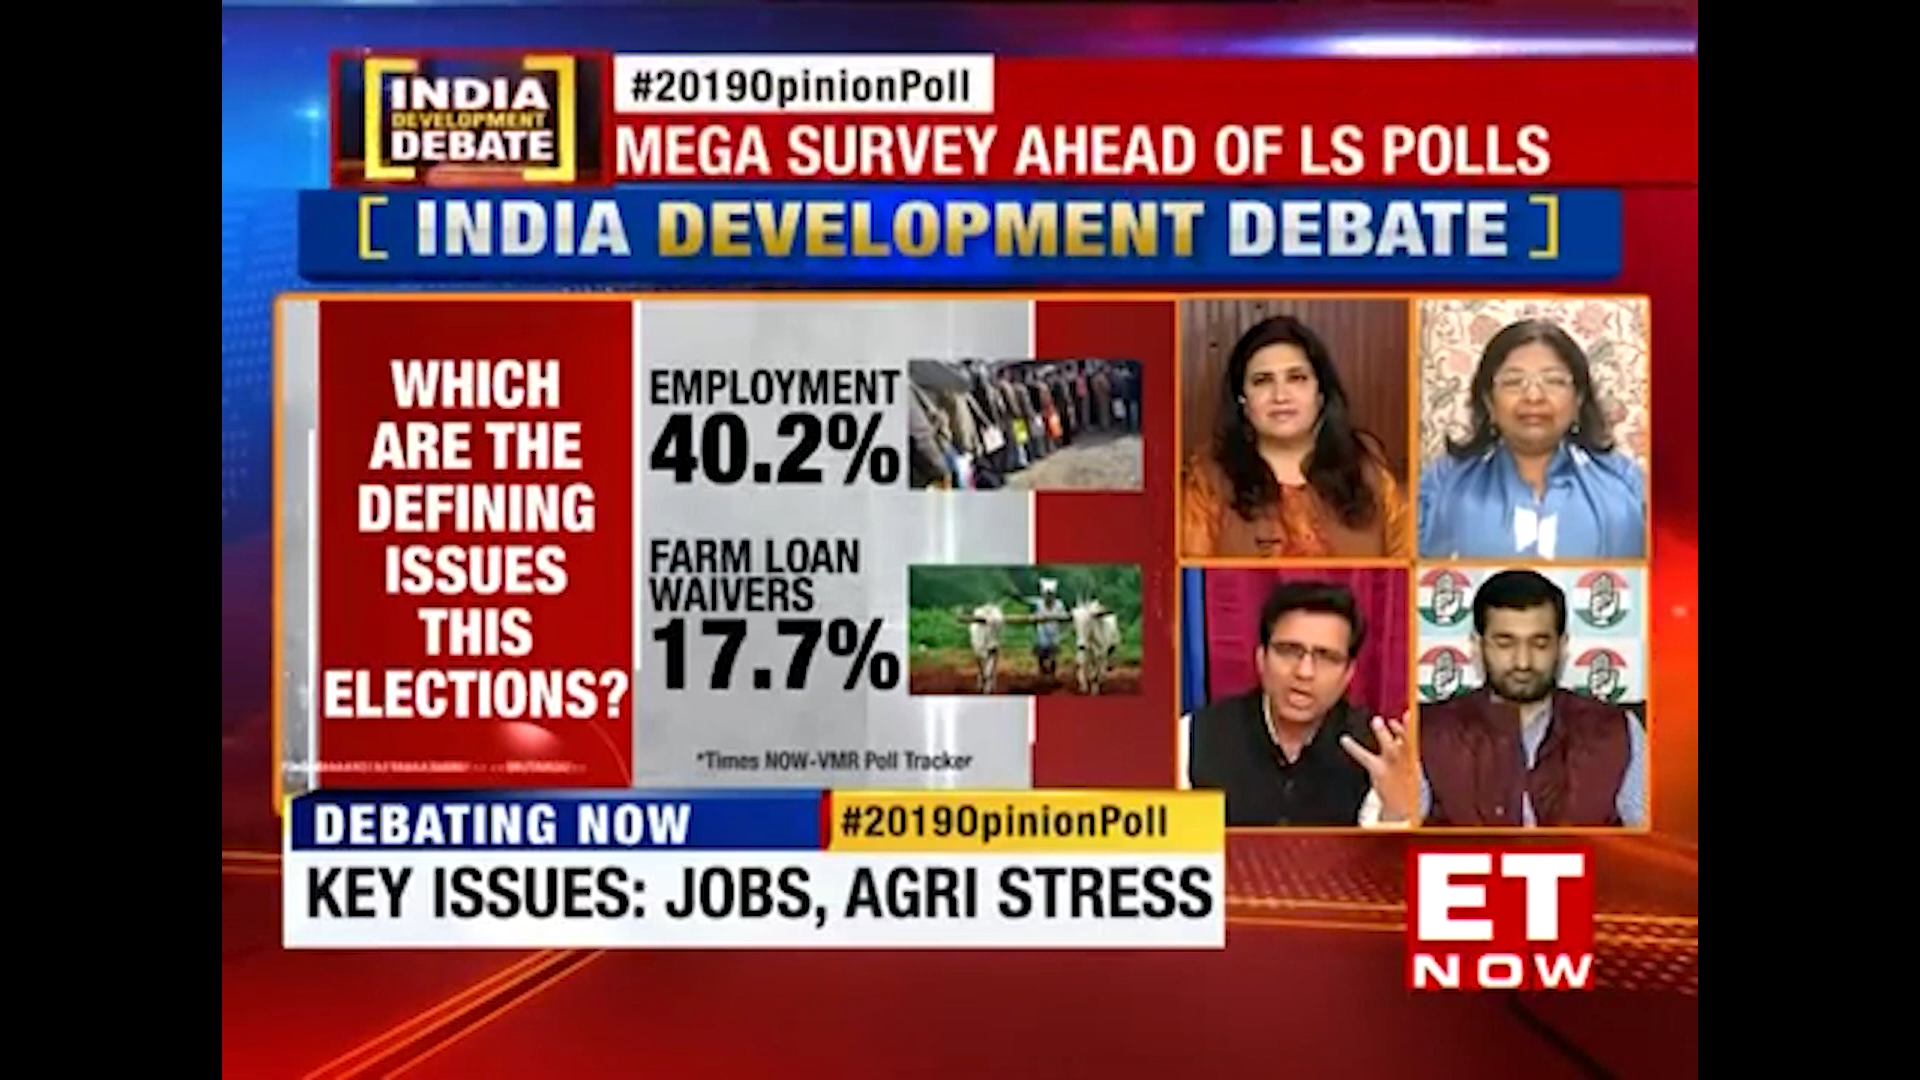 INDIA
DEVELOPMENT
DEBATE
#2019OpinionPoll
MEGA SURVEY AHEAD OF LS POLLS
[ INDIA DEVELOPMENT DEBATE ]
WHICH
ARE THE
DEFINING
ISSUES
THIS
ELECTIONS?
EMPLOYMENT
40.2%
FARM LOAN
WAIVERS
17.7%
*Times NOW-VMR Poll Tracker
DEBATING NOW
#2019OpinionPoll
KEY ISSUES: JOBS, AGRI STRESS
ET
NOW